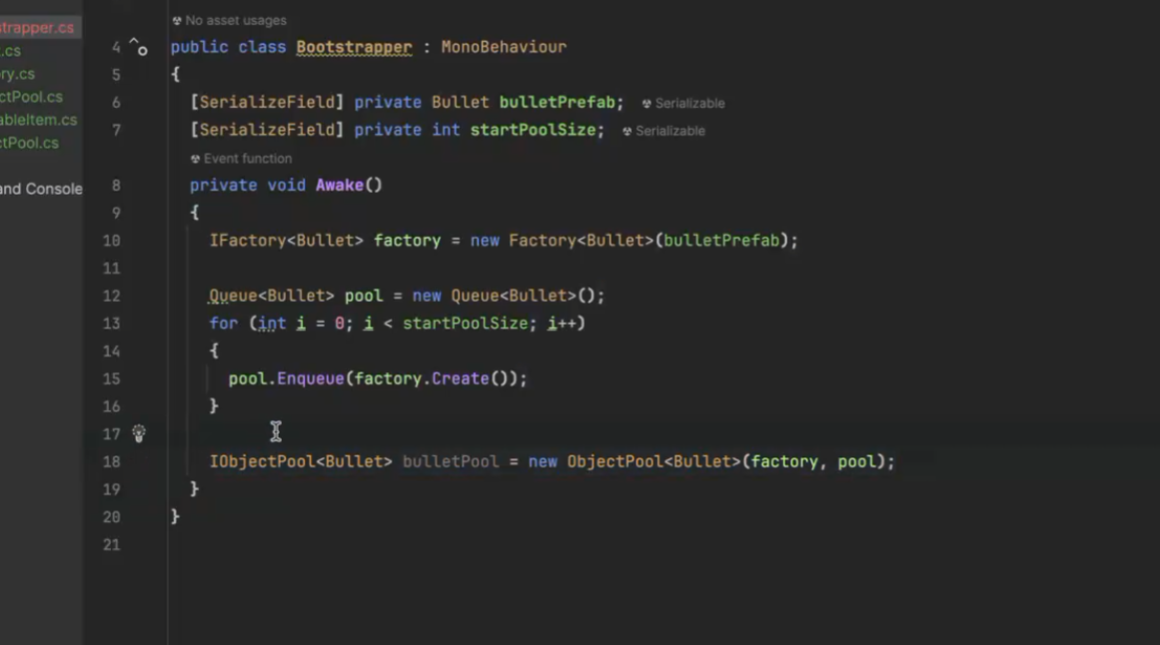 strapper.cs
.cs
ry.cs
ctPool.cs
ableItem.cs
ctPool.cs
and Console
No asset usages
4 public class Bootstrapper : MonoBehaviour
5 {
6 [SerializeField] private Bullet bulletPrefab; Serializable
7 [SerializeField] private int startPoolSize; Serializable
Event function
8 private void Awake()
9 {
10 IFactory<Bullet> factory = new Factory<Bullet>(bulletPrefab);
11
12 Queue<Bullet> pool = new Queue<Bullet>();
13 for (int i = 0; i < startPoolSize; i++)
14 {
15 pool.Enqueue(factory.Create());
16 }
17
18 IObjectPool<Bullet> bulletPool = new ObjectPool<Bullet>(factory, pool);
19 }
20 }
21